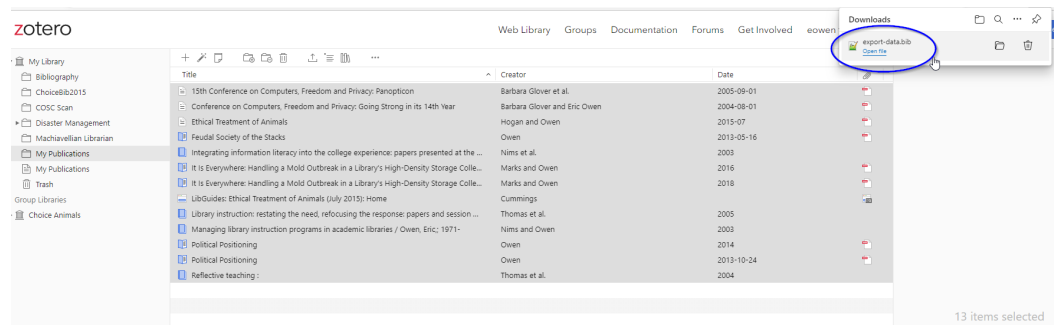 zotero
Web Library Groups Documentation Forums Get Involved eowen
Downloads
export-data.bib
Open file
My Library
Bibliography
ChoiceBib2015
COSC Scan
Disaster Management
Machiavellian Librarian
My Publications
My Publications
Trash
Group Libraries
Choice Animals
Title Creator Date
15th Conference on Computers, Freedom and Privacy: Panopticon Barbara Glover et al. 2005-09-01
Conference on Computers, Freedom and Privacy: Going Strong in its 14th Year Barbara Glover and Eric Owen 2004-08-01
Ethical Treatment of Animals Hogan and Owen 2015-07
Feudal Society of the Stacks Owen 2013-05-16
Integrating information literacy into the college experience: papers presented at the ... Nims et al. 2003
It Is Everywhere: Handling a Mold Outbreak in a Library's High-Density Storage Colle... Marks and Owen 2016
It Is Everywhere: Handling a Mold Outbreak in a Library's High-Density Storage Colle... Marks and Owen 2018
LibGuides: Ethical Treatment of Animals (July 2015): Home Cummings
Library instruction: restating the need, refocusing the response: papers and session ... Thomas et al. 2005
Managing library instruction programs in academic libraries / Owen, Eric,; 1971- Nims and Owen 2003
Political Positioning Owen 2014
Political Positioning Owen 2013-10-24
Reflective teaching : Thomas et al. 2004
13 items selected